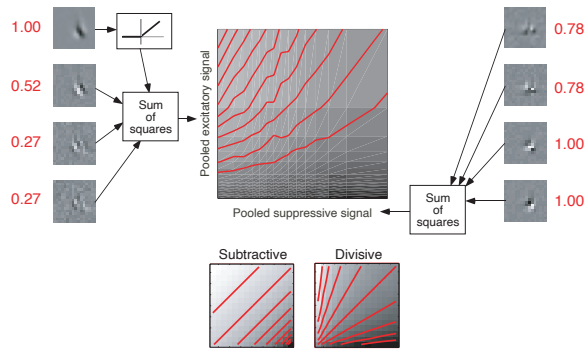 1.00
0.52
0.27
0.27
Sum
of
squares
Pooled excitatory signal
Pooled suppressive signal
0.78
0.78
1.00
1.00
Sum
of
squares
Subtractive
Divisive